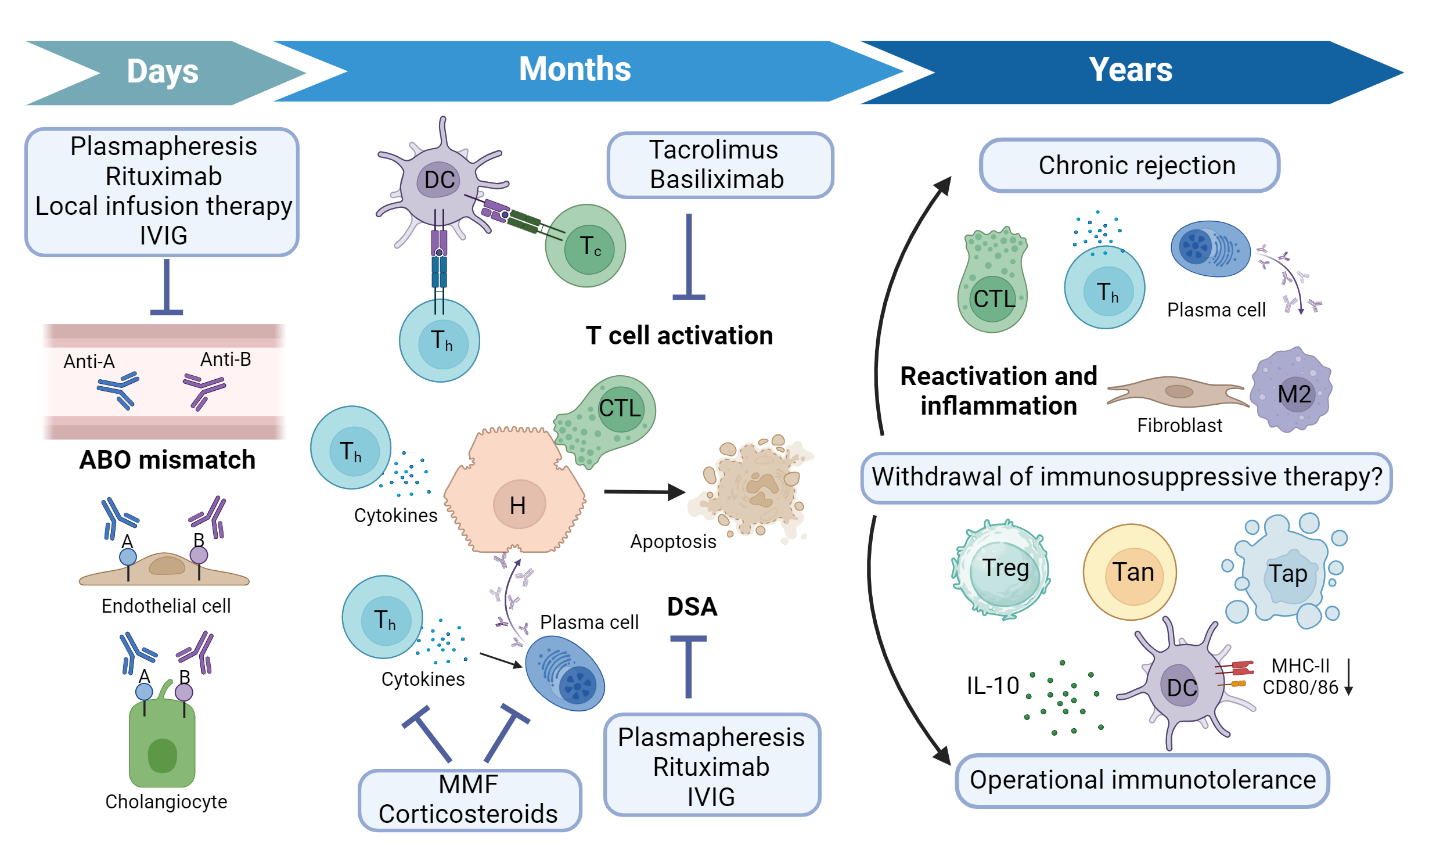 Days
Months
Years
Plasmapheresis
Rituximab
Local infusion therapy
IVIG
Anti-A
Anti-B
ABO mismatch
A
B
Endothelial cell
A
B
Cholangiocyte
DC
Tc
Th
Tacrolimus
Basiliximab
T cell activation
Th
Cytokines
CTL
H
Apoptosis
Th
Cytokines
Plasma cell
DSA
MMF
Corticosteroids
Plasmapheresis
Rituximab
IVIG
Chronic rejection
CTL
Th
Plasma cell
Reactivation and
inflammation
Fibroblast
M2
Withdrawal of immunosuppressive therapy?
Treg
Tan
Tap
IL-10
DC
MHC-II
CD80/86
Operational immunotolerance